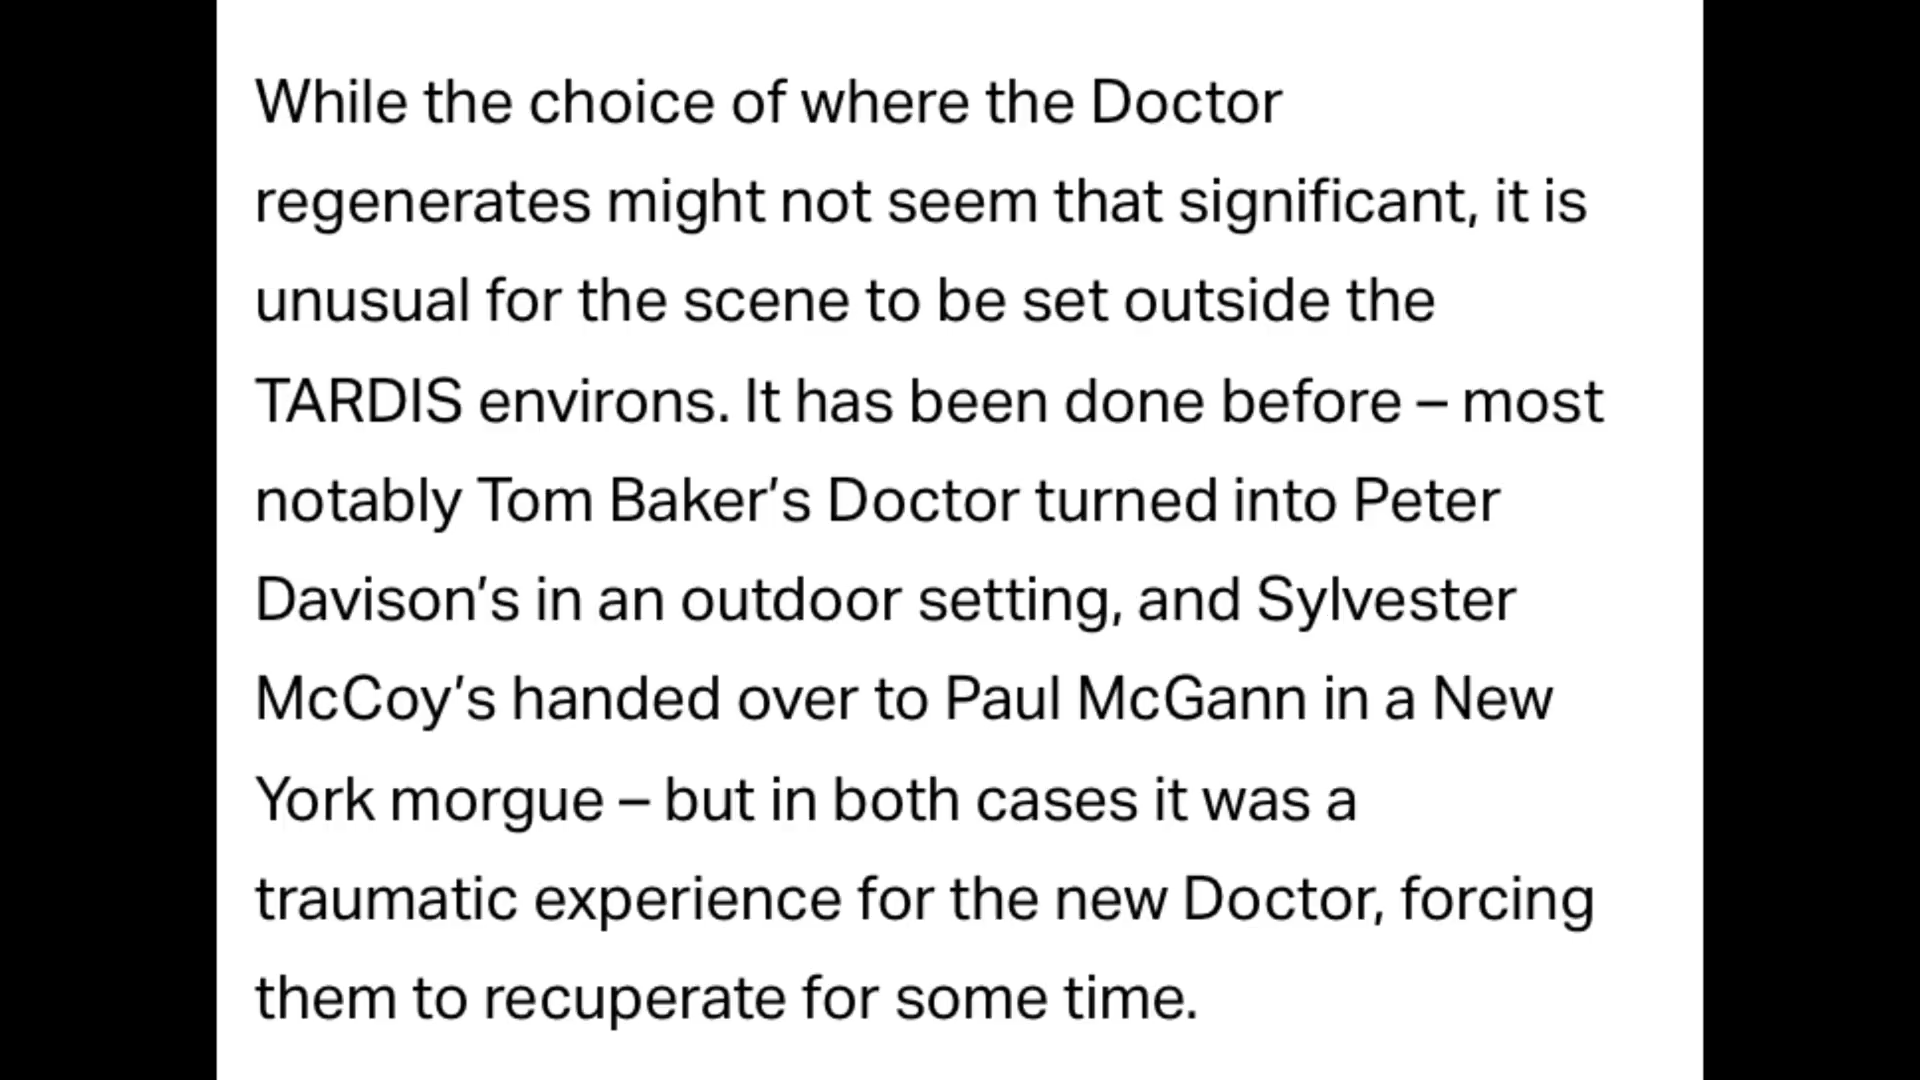 While the choice of where the Doctor
regenerates might not seem that significant, it is
unusual for the scene to be set outside the
TARDIS environs. It has been done before – most
notably Tom Baker’s Doctor turned into Peter
Davison’s in an outdoor setting, and Sylvester
McCoy’s handed over to Paul McGann in a New
York morgue – but in both cases it was a
traumatic experience for the new Doctor, forcing
them to recuperate for some time.